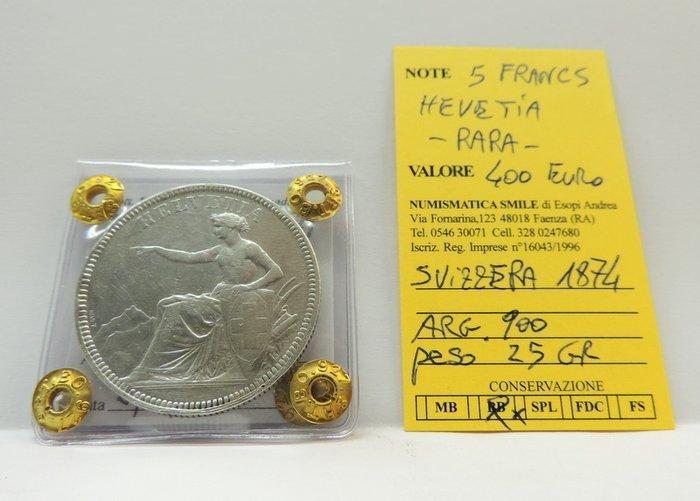 HELVETIA
NOTE 5 FRANCS
HEVETIA
- RARA -
VALORE 400 EURO
NUMISMATICA SMILE di Esopi Andrea
Via Fornarina,123 48018 Faenza (RA)
Tel. 0546 30071 Cell. 328 0247680
Iscriz. Reg. Imprese n°16043/1996
SVIZZERA 1874
ARG. 900
peso 25 GR
CONSERVAZIONE
MB BB SPL FDC FS